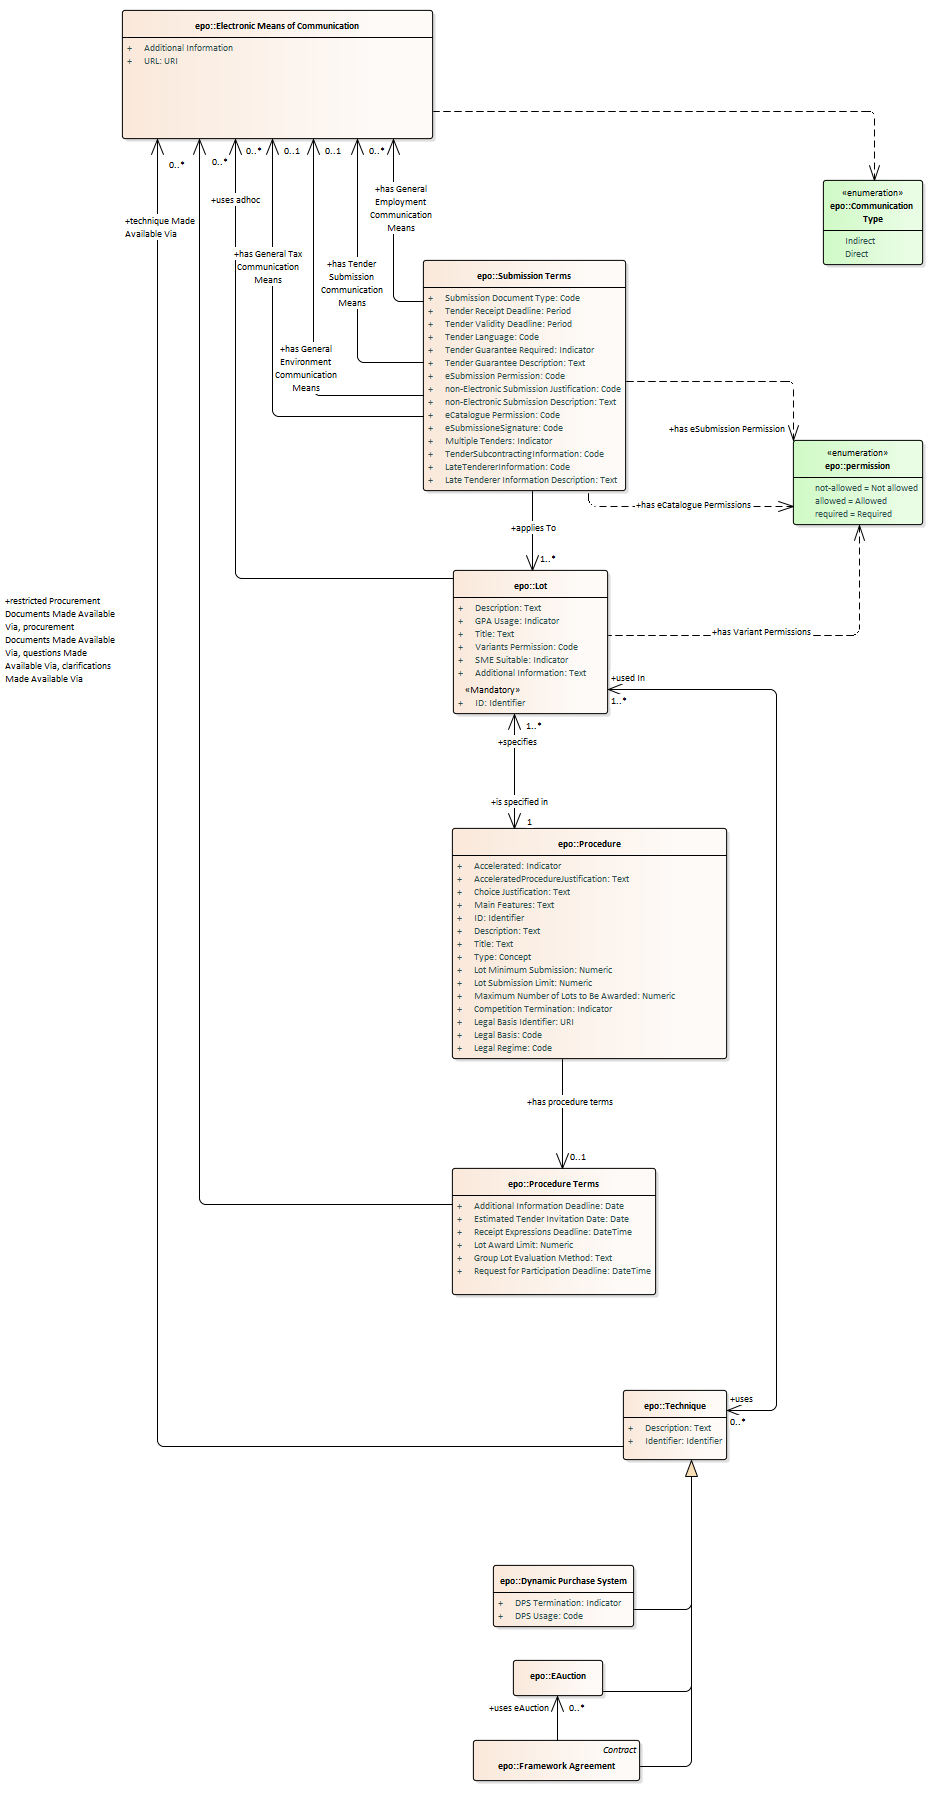 epo::Electronic Means of Communication
+ Additional Information
+ URL: URI
0..*
0..*
0..*
0..1
0..1
0..*
+technique Made
Available Via
+uses adhoc
+has General Tax
Communication
Means
+has General
Environment
Communication
Means
+has Tender
Submission
Communication
Means
+has General
Employment
Communication
Means
«enumeration»
epo::Communication
Type
Indirect
Direct
epo::Submission Terms
+ Submission Document Type: Code
+ Tender Receipt Deadline: Period
+ Tender Validity Deadline: Period
+ Tender Language: Code
+ Tender Guarantee Required: Indicator
+ Tender Guarantee Description: Text
+ eSubmission Permission: Code
+ non-Electronic Submission Justification: Code
+ non-Electronic Submission Description: Text
+ eCatalogue Permission: Code
+ eSubmissioneSignature: Code
+ Multiple Tenders: Indicator
+ TenderSubcontractingInformation: Code
+ LateTendererInformation: Code
+ Late Tenderer Information Description: Text
+has eSubmission Permission
«enumeration»
epo::permission
not-allowed = Not allowed
allowed = Allowed
required = Required
+has eCatalogue Permissions
+applies To
1..*
epo::Lot
+ Description: Text
+ GPA Usage: Indicator
+ Title: Text
+ Variants Permission: Code
+ SME Suitable: Indicator
+ Additional Information: Text
«Mandatory»
+ ID: Identifier
+has Variant Permissions
+used In
1..*
+restricted Procurement
Documents Made Available
Via, procurement
Documents Made Available
Via, questions Made
Available Via, clarifications
Made Available Via
1..*
+specifies
+is specified in
1
epo::Procedure
+ Accelerated: Indicator
+ AcceleratedProcedureJustification: Text
+ Choice Justification: Text
+ Main Features: Text
+ ID: Identifier
+ Description: Text
+ Title: Text
+ Type: Concept
+ Lot Minimum Submission: Numeric
+ Lot Submission Limit: Numeric
+ Maximum Number of Lots to Be Awarded: Numeric
+ Competition Termination: Indicator
+ Legal Basis Identifier: URI
+ Legal Basis: Code
+ Legal Regime: Code
+has procedure terms
0..1
epo::Procedure Terms
+ Additional Information Deadline: Date
+ Estimated Tender Invitation Date: Date
+ Receipt Expressions Deadline: DateTime
+ Lot Award Limit: Numeric
+ Group Lot Evaluation Method: Text
+ Request for Participation Deadline: DateTime
+uses
0..*
epo::Technique
+ Description: Text
+ Identifier: Identifier
epo::Dynamic Purchase System
+ DPS Termination: Indicator
+ DPS Usage: Code
epo::EAuction
+uses eAuction
0..*
Contract
epo::Framework Agreement